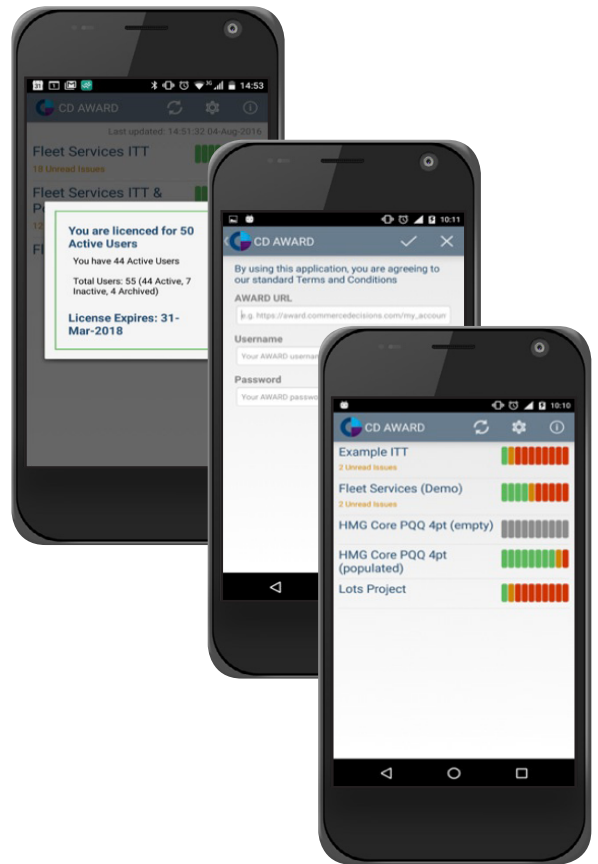 31
3G
14:53
CD AWARD
Last updated: 14:51:32 04-Aug-2016
Fleet Services ITT
18 Unread Issues
Fleet Services ITT &
You are licenced for 50
Active Users
You have 44 Active Users
Total Users: 55 (44 Active, 7
Inactive, 4 Archived)
License Expires: 31-
Mar-2018
10:11
CD AWARD
By using this application, you are agreeing to
our standard Terms and Conditions
AWARD URL
e.g. https://award.commercedecisions.com/my_accoun
Username
Your AWARD usernam
Password
Your AWARD passwo
10:10
CD AWARD
Example ITT
2 Unread Issues
Fleet Services (Demo)
2 Unread Issues
HMG Core PQQ 4pt (empty)
HMG Core PQQ 4pt
(populated)
Lots Project